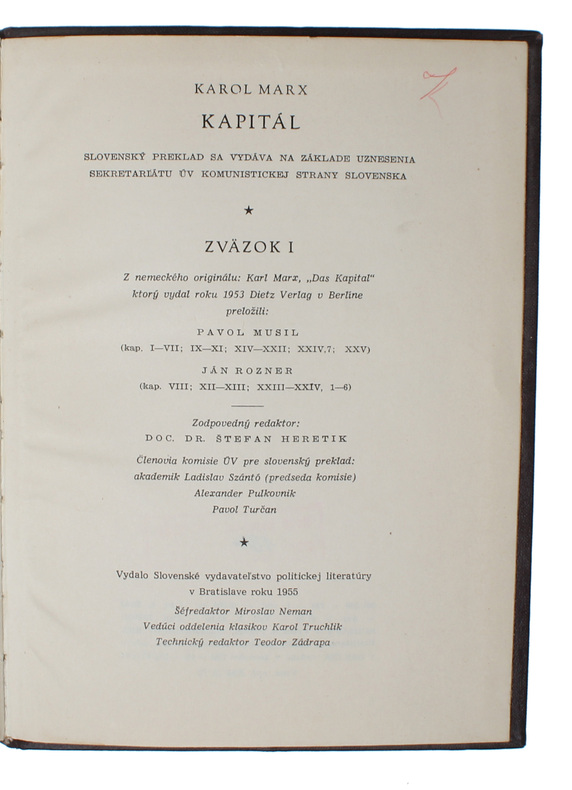 KAROL MARX
KAPITÁL
SLOVENSKÝ PREKLAD SA VYDÁVA NA ZÁKLADE UZNESENIA
SEKRETARIÁTU ÚV KOMUNISTICKEJ STRANY SLOVENSKA
★
ZVÄZOK I
Z nemeckého originálu: Karl Marx, „Das Kapital“
ktorý vydal roku 1953 Dietz Verlag v Berlíne
preložili:
PAVOL MUSIL
(kap. I—VII; IX—XI; XIV—XXII; XXIV,7; XXV)
JÁN ROZNER
(kap. VIII; XII—XIII; XXIII—XXIV, 1—6)
Zodpovedný redaktor:
DOC. DR. ŠTEFAN HERETIK
Členovia komisie ÚV pre slovenský preklad:
akademik Ladislav Szántó (predseda komisie)
Alexander Pulkovník
Pavol Turčan
★
Vydalo Slovenské vydavateľstvo politickej literatúry
v Bratislave roku 1955
Šéfredaktor Miroslav Neman
Vedúci oddelenia klasikov Karol Truchlík
Technický redaktor Teodor Zádrapa